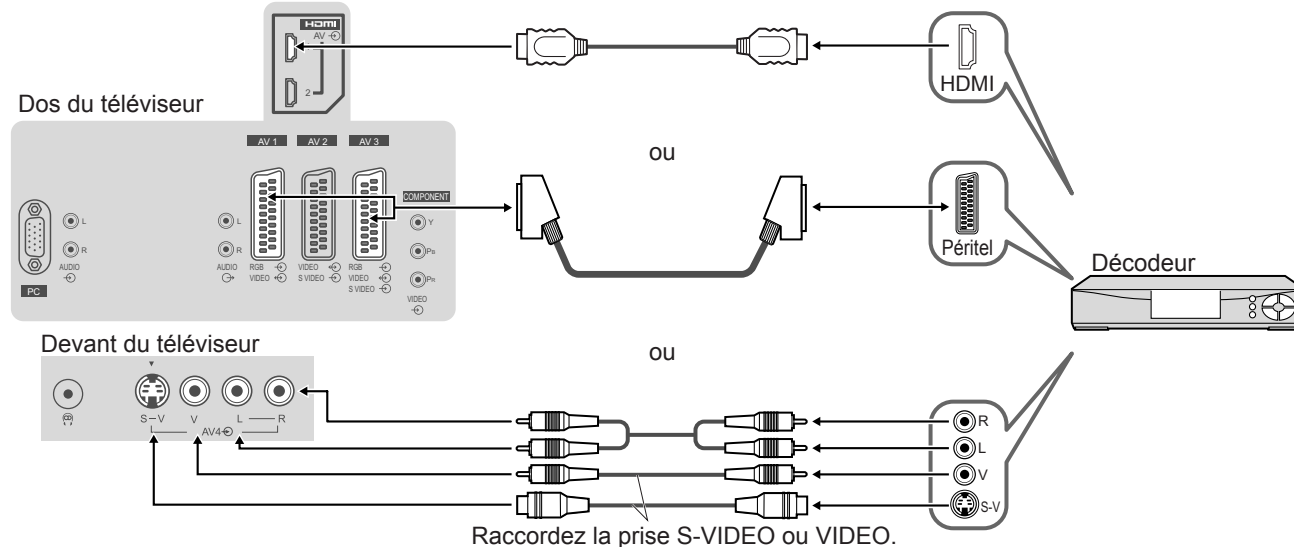 HDMI
AV
2
HDMI
Dos du téléviseur
AV 1 AV 2 AV 3
ou
COMPONENT
L L Y
R R PB
Péritel
AUDIO AUDIO RGB VIDEO RGB PR
VIDEO S VIDEO VIDEO
S VIDEO
VIDEO
PC
Décodeur
Devant du téléviseur
ou
S–V V L R
AV4
R
L
V
S-V
Raccordez la prise S-VIDEO ou VIDEO.